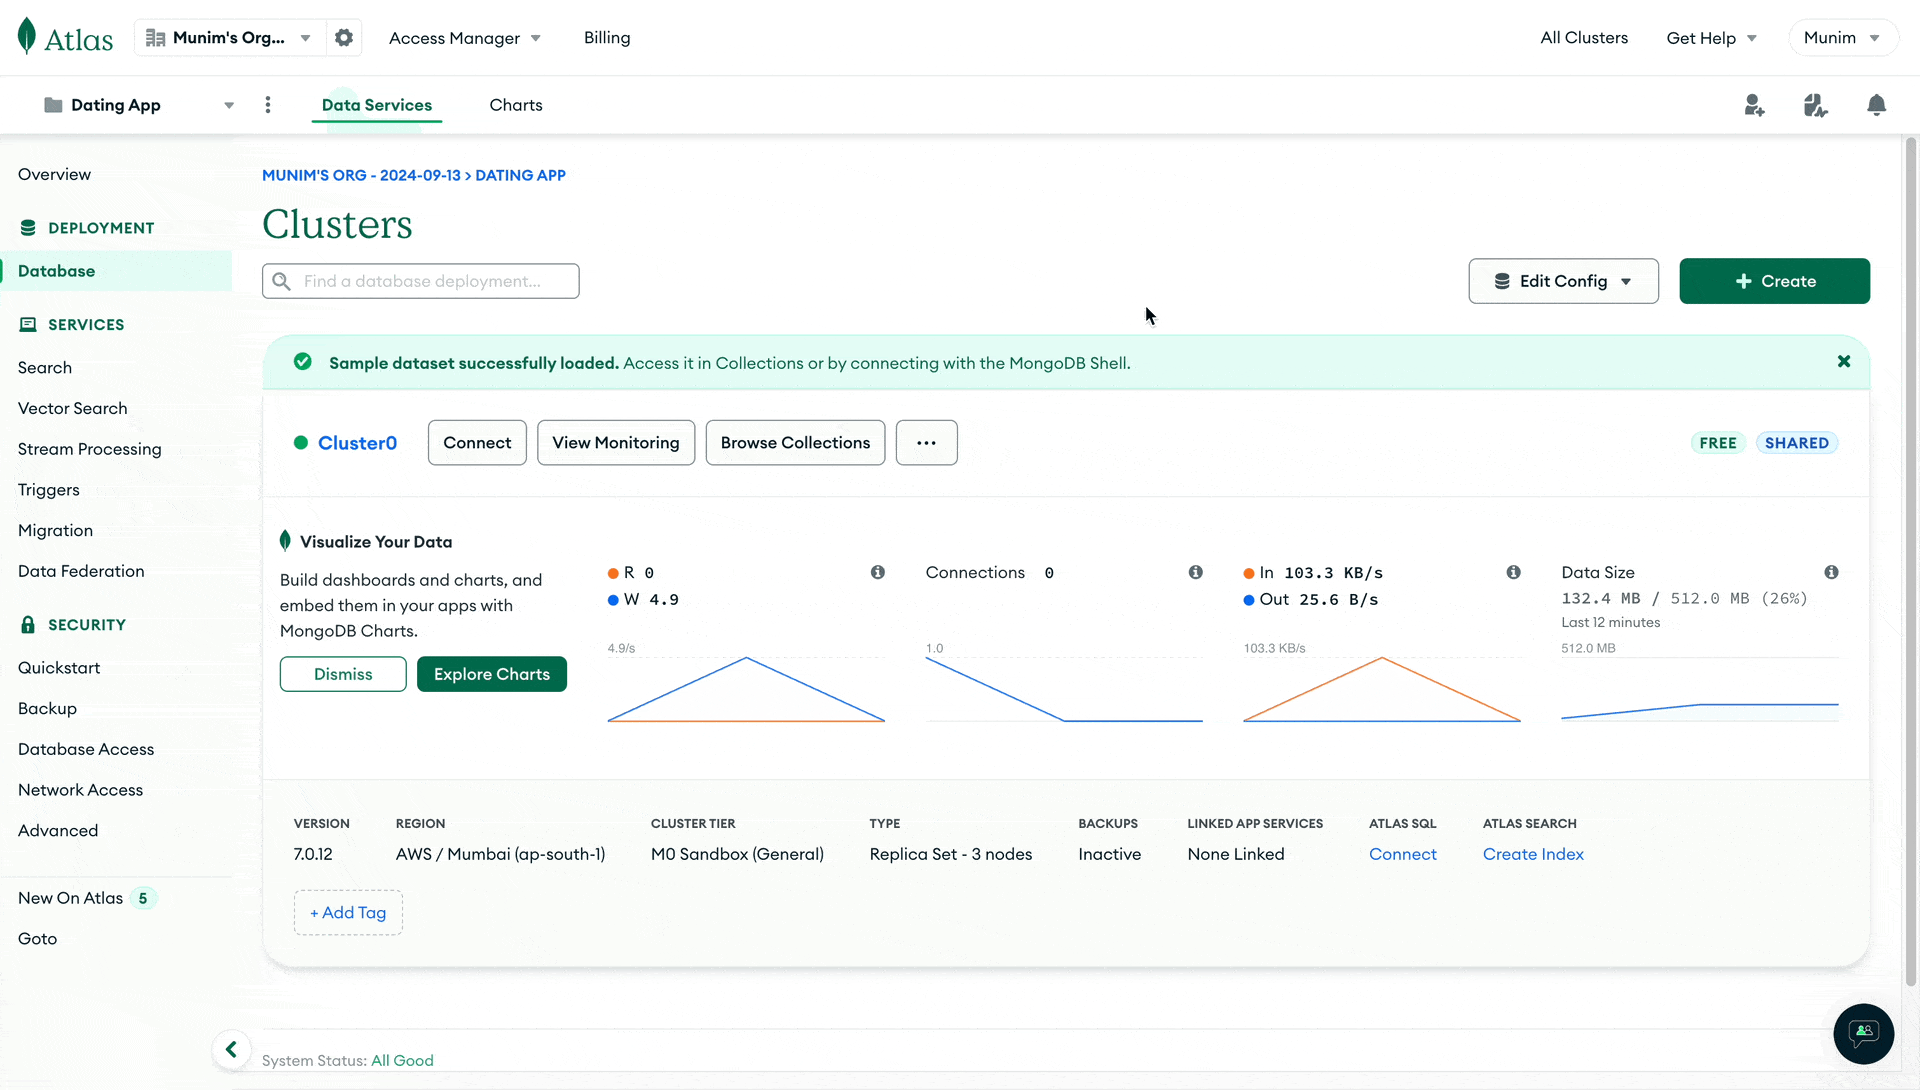 Atlas
Munim's Org...
Access Manager
Billing
All Clusters
Get Help
Munim
Dating App
Data Services
Charts
Overview
DEPLOYMENT
Database
SERVICES
Search
Vector Search
Stream Processing
Triggers
Migration
Data Federation
SECURITY
Quickstart
Backup
Database Access
Network Access
Advanced
New On Atlas 5
Goto
MUNIM'S ORG - 2024-09-13 > DATING APP
Clusters
Find a database deployment...
Edit Config
+ Create
Sample dataset successfully loaded. Access it in Collections or by connecting with the MongoDB Shell.
Cluster0
Connect
View Monitoring
Browse Collections
...
FREE
SHARED
Visualize Your Data
Build dashboards and charts, and
embed them in your apps with
MongoDB Charts.
Dismiss
Explore Charts
R 0
W 4.9
4.9/s
Connections 0
1.0
In 103.3 KB/s
Out 25.6 B/s
103.3 KB/s
Data Size
132.4 MB / 512.0 MB (26%)
Last 12 minutes
512.0 MB
VERSION
7.0.12
REGION
AWS / Mumbai (ap-south-1)
CLUSTER TIER
M0 Sandbox (General)
TYPE
Replica Set - 3 nodes
BACKUPS
Inactive
LINKED APP SERVICES
None Linked
ATLAS SQL
Connect
ATLAS SEARCH
Create Index
+ Add Tag
System Status: All Good